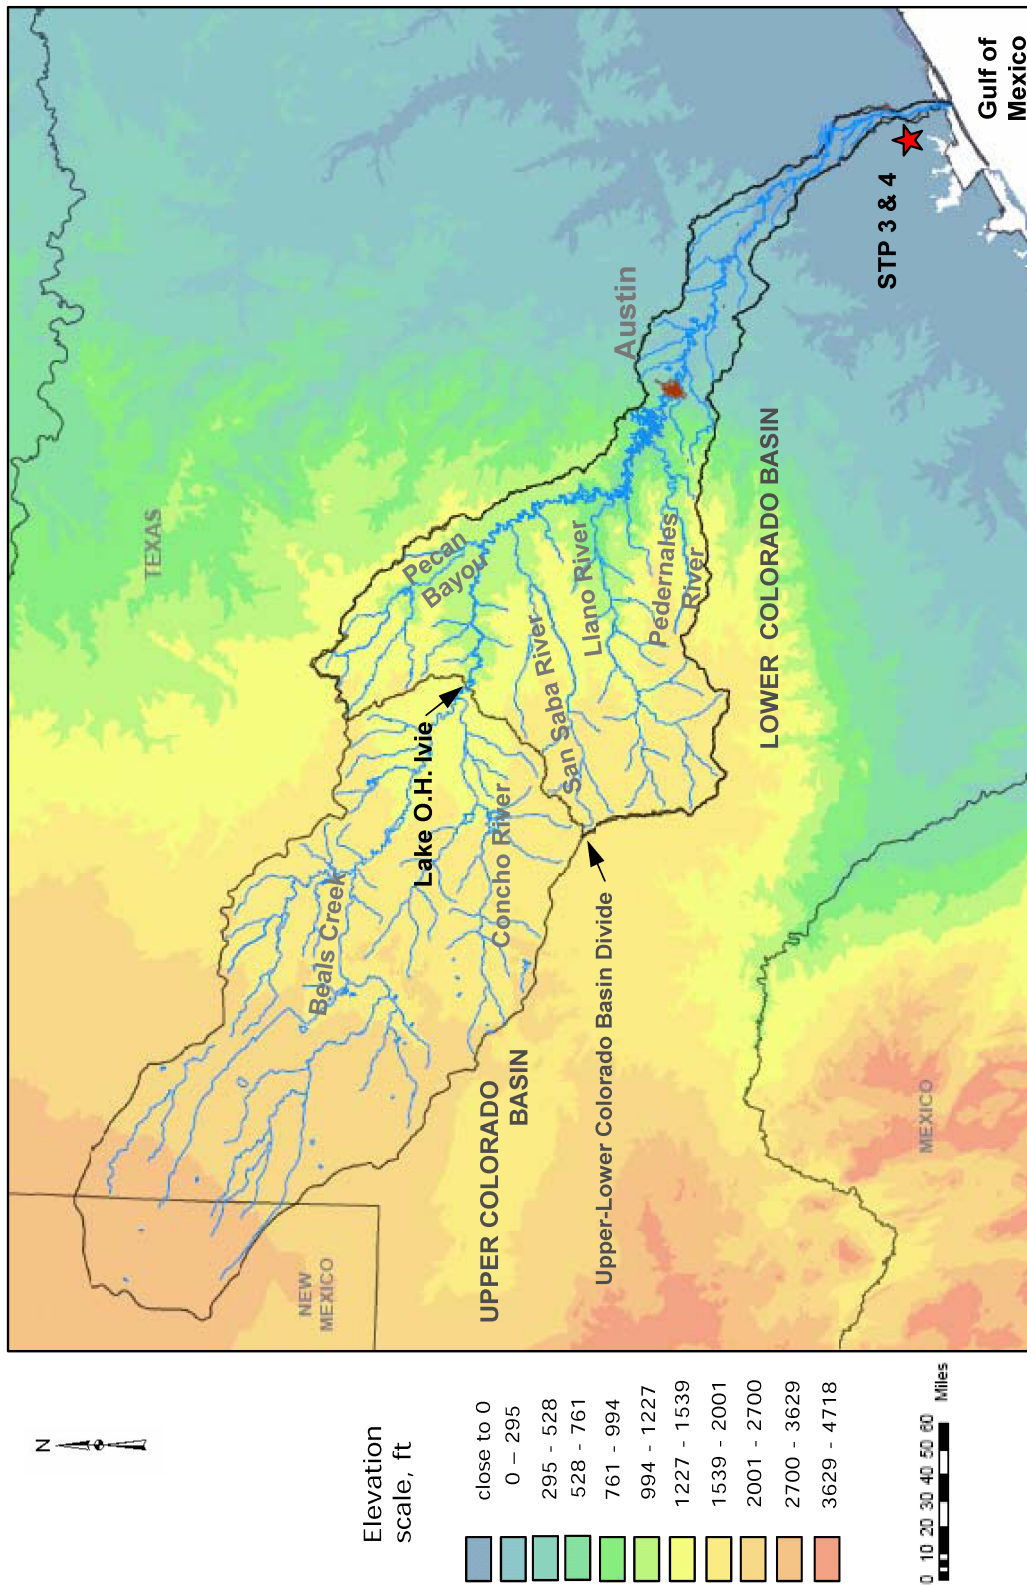 N
Elevation
scale, ft
close to 0
0 – 295
295 - 528
528 - 761
761 - 994
994 - 1227
1227 - 1539
1539 - 2001
2001 - 2700
2700 - 3629
3629 - 4718
0 10 20 30 40 50 60
Miles
NEW
MEXICO
TEXAS
MEXICO
UPPER COLORADO
BASIN
LOWER COLORADO BASIN
Upper-Lower Colorado Basin Divide
Beals Creek
Lake O.H. Ivie
Concho River
Pecan
Bayou
San Saba River
Llano River
Pedernales
River
Austin
STP 3 & 4
Gulf of
Mexico